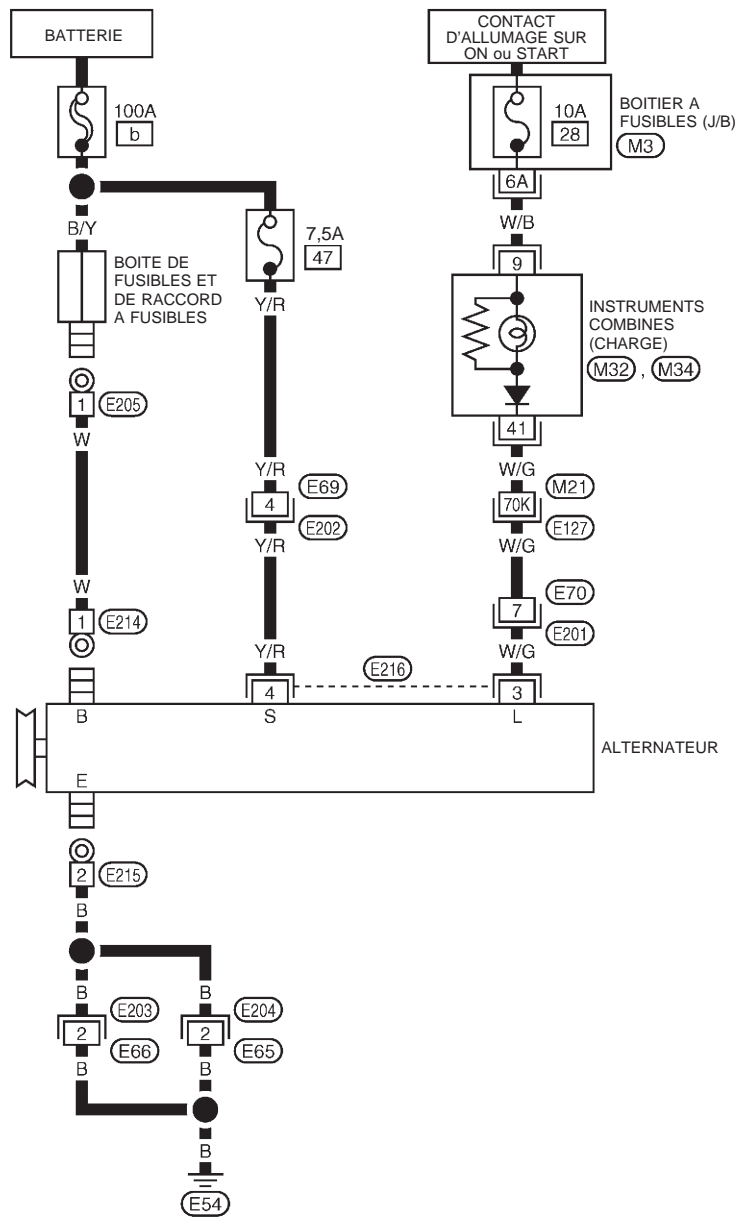 BATTERIE
CONTACT
D'ALLUMAGE SUR
ON ou START
100A
b
10A
28
BOITIER A
FUSIBLES (J/B)
M3
6A
W/B
B/Y
7,5A
47
BOITE DE
FUSIBLES ET
DE RACCORD
A FUSIBLES
9
INSTRUMENTS
COMBINES
(CHARGE)
M32 , M34
Y/R
1
E205
W
41
W/G
Y/R
4
E69
E202
Y/R
70K
M21
E127
W/G
W
1
E214
7
E70
E201
W/G
Y/R
E216
4
3
B
S
L
ALTERNATEUR
E
2
E215
B
B
B
E203
E204
2
2
E66
E65
B
B
B
E54